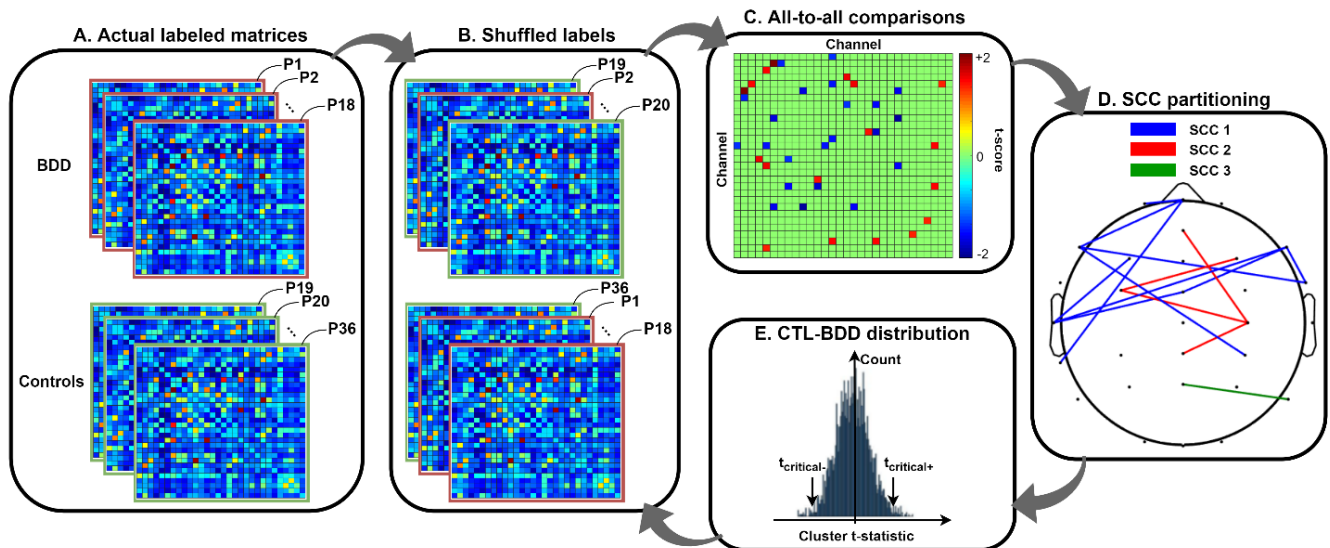 A. Actual labeled matrices
P1
P2
...
P18
BDD
P19
P20
...
P36
Controls
B. Shuffled labels
P19
P2
...
P20
P36
P1
...
P18
C. All-to-all comparisons
Channel
Channel
+2
0
-2
t-score
D. SCC partitioning
SCC 1
SCC 2
SCC 3
E. CTL-BDD distribution
Count
tcritical-
tcritical+
Cluster t-statistic